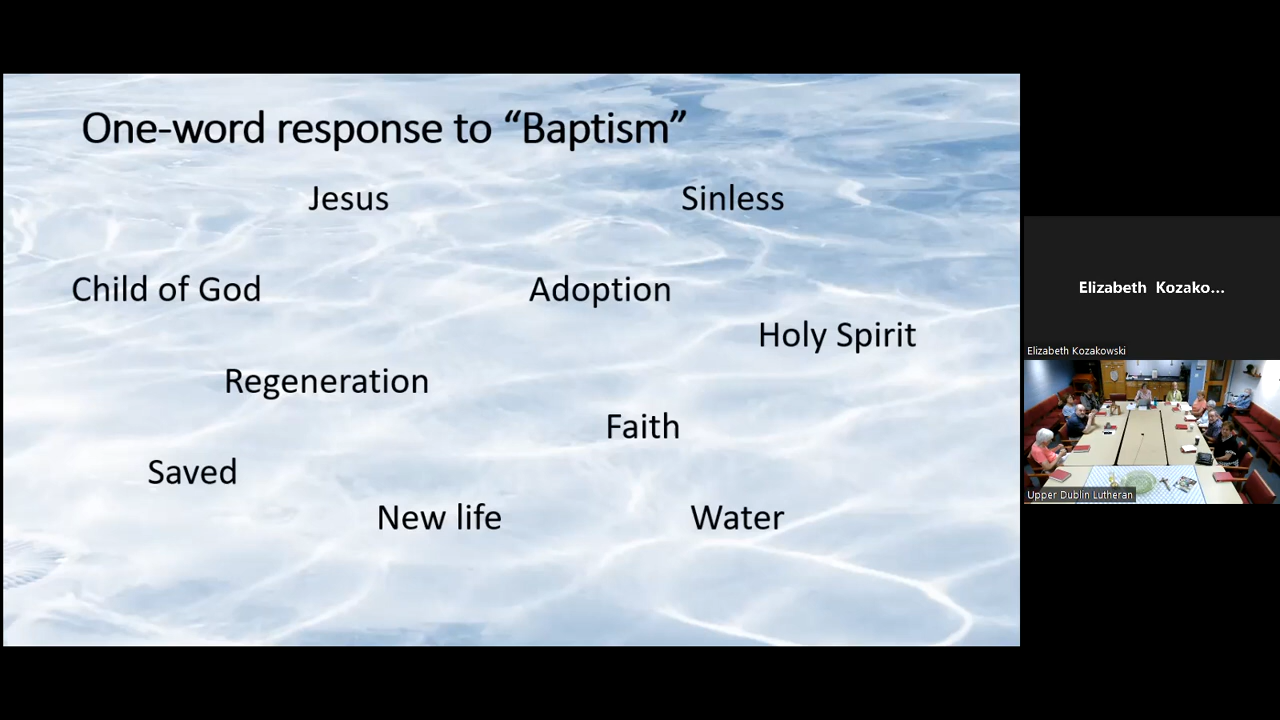 One-word response to “Baptism”
Jesus
Sinless
Child of God
Adoption
Holy Spirit
Regeneration
Faith
Saved
New life
Water
Elizabeth Kozako...
Elizabeth Kozakowski
Upper Dublin Lutheran